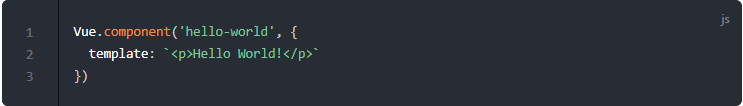 js
1 Vue.component('hello-world', {
2   template: `<p>Hello World!</p>`
3 })